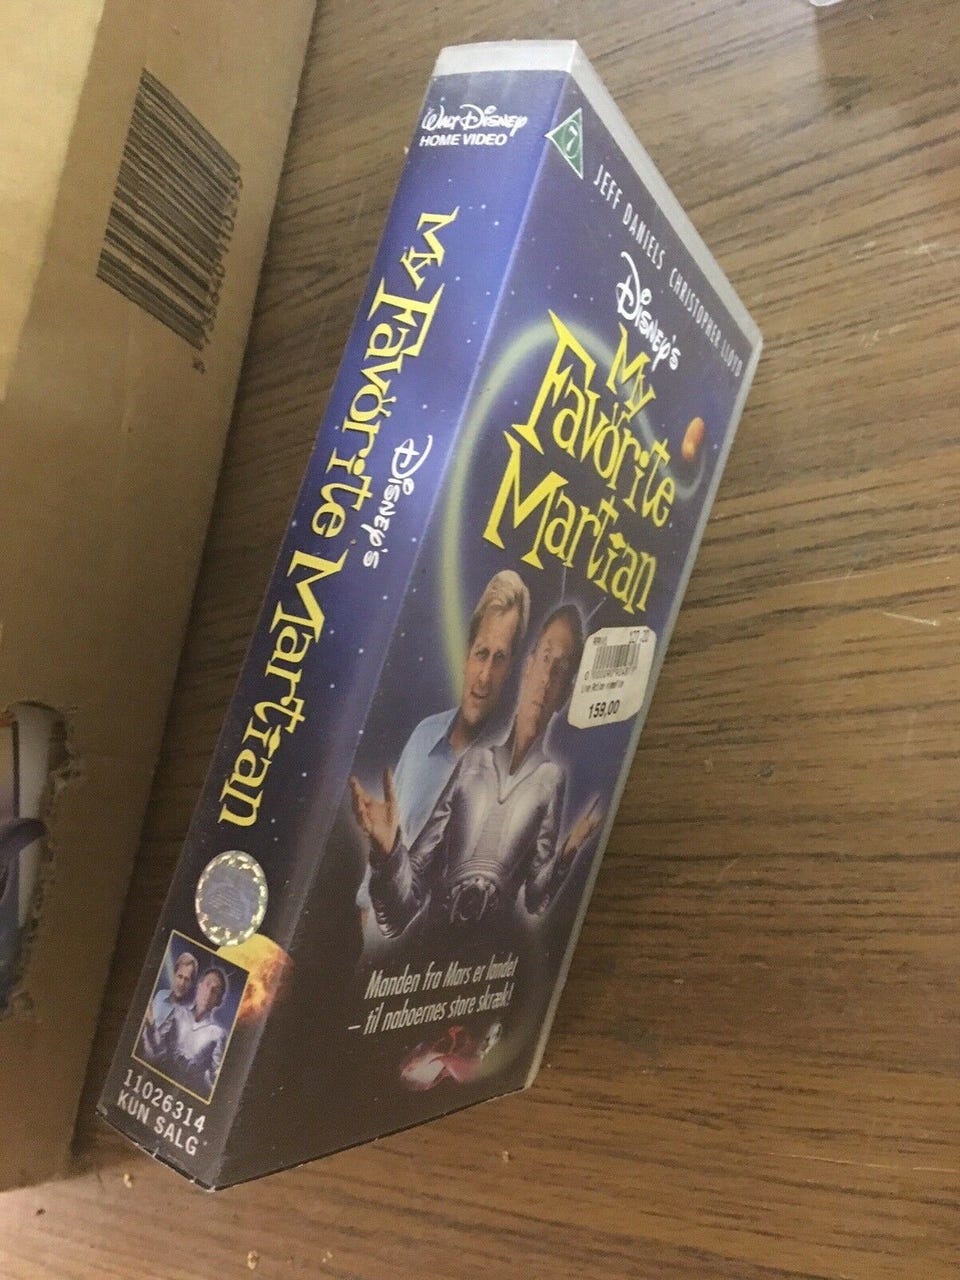 Walt Disney
HOME VIDEO
My Favorite Martian
Disney's
11026314
KUN SALG
7
JEFF DANIELS CHRISTOPHER LLOYD
Disney's
My
Favorite
Martian
159,00
Manden fra Mars er landet
– til naboernes store skræk!